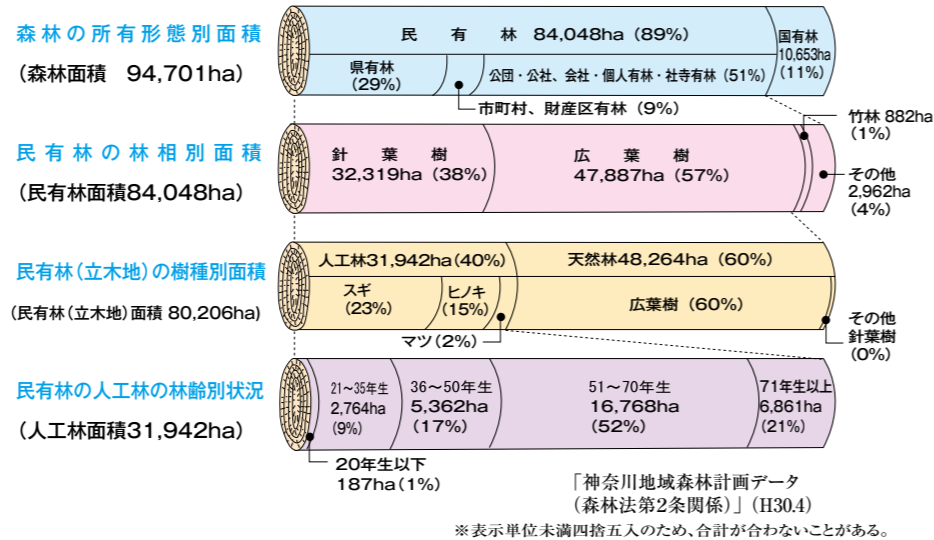 森林の所有形態別面積
(森林面積 94,701ha)
民有林 84,048ha (89%)
国有林
10,653ha
(11%)
県有林
(29%)
公団・公社、会社・個人有林・社寺有林 (51%)
市町村、財産区有林 (9%)
民有林の林相別面積
(民有林面積84,048ha)
針葉樹
32,319ha (38%)
広葉樹
47,887ha (57%)
竹林 882ha
(1%)
その他
2,962ha
(4%)
民有林(立木地)の樹種別面積
(民有林(立木地)面積 80,206ha)
人工林31,942ha(40%)
天然林48,264ha (60%)
スギ
(23%)
ヒノキ
(15%)
広葉樹 (60%)
マツ(2%)
その他
針葉樹
(0%)
民有林の人工林の林齢別状況
(人工林面積31,942ha)
21〜35年生
2,764ha
(9%)
36〜50年生
5,362ha
(17%)
51〜70年生
16,768ha
(52%)
71年生以上
6,861ha
(21%)
20年生以下
187ha(1%)
「神奈川地域森林計画データ
(森林法第2条関係)」(H30.4)
※表示単位未満四捨五入のため、合計が合わないことがある。